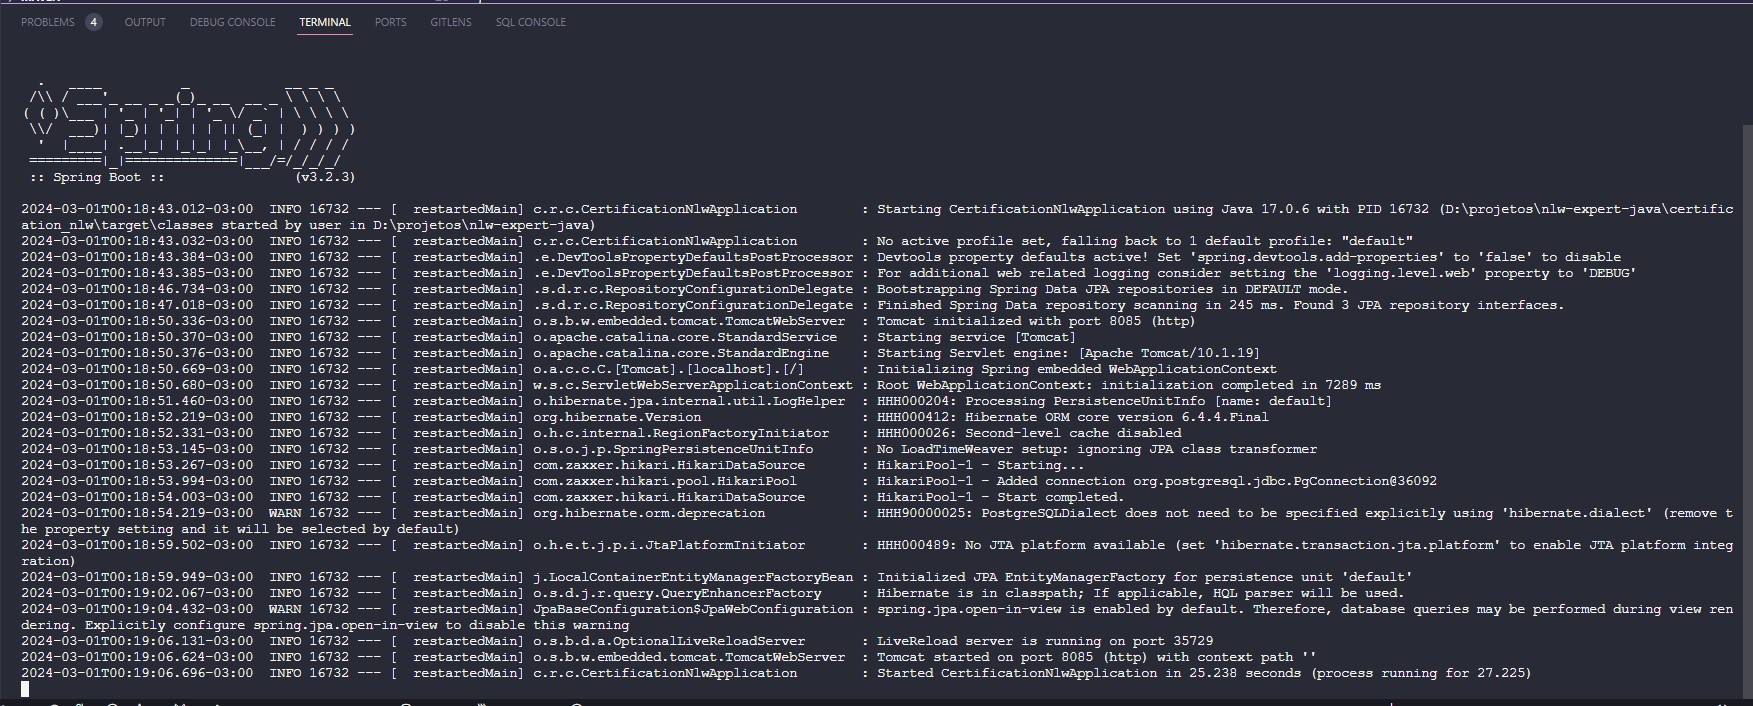 PROBLEMS 4 OUTPUT DEBUG CONSOLE TERMINAL PORTS GITLENS SQL CONSOLE
  .   ____          _            __ _ _
 /\\ / ___'_ __ _ _(_)_ __  __ _ \ \ \ \
( ( )\___ | '_ | '_| | '_ \/ _` | \ \ \ \
 \\/  ___)| |_)| | | | | || (_| |  ) ) ) )
  '  |____| .__|_| |_|_| |_\__, | / / / /
 =========|_|==============|___/=/_/_/_/
 :: Spring Boot ::                (v3.2.3)
2024-03-01T00:18:43.012-03:00  INFO 16732 --- [  restartedMain] c.r.c.CertificationNlwApplication        : Starting CertificationNlwApplication using Java 17.0.6 with PID 16732 (D:\projetos\nlw-expert-java\certific
ation_nlw\target\classes started by user in D:\projetos\nlw-expert-java)
2024-03-01T00:18:43.032-03:00  INFO 16732 --- [  restartedMain] c.r.c.CertificationNlwApplication        : No active profile set, falling back to 1 default profile: "default"
2024-03-01T00:18:43.384-03:00  INFO 16732 --- [  restartedMain] .e.DevToolsPropertyDefaultsPostProcessor : Devtools property defaults active! Set 'spring.devtools.add-properties' to 'false' to disable
2024-03-01T00:18:43.385-03:00  INFO 16732 --- [  restartedMain] .e.DevToolsPropertyDefaultsPostProcessor : For additional web related logging consider setting the 'logging.level.web' property to 'DEBUG'
2024-03-01T00:18:46.734-03:00  INFO 16732 --- [  restartedMain] .s.d.r.c.RepositoryConfigurationDelegate : Bootstrapping Spring Data JPA repositories in DEFAULT mode.
2024-03-01T00:18:47.018-03:00  INFO 16732 --- [  restartedMain] .s.d.r.c.RepositoryConfigurationDelegate : Finished Spring Data repository scanning in 245 ms. Found 3 JPA repository interfaces.
2024-03-01T00:18:50.336-03:00  INFO 16732 --- [  restartedMain] o.s.b.w.embedded.tomcat.TomcatWebServer  : Tomcat initialized with port 8085 (http)
2024-03-01T00:18:50.370-03:00  INFO 16732 --- [  restartedMain] o.apache.catalina.core.StandardService   : Starting service [Tomcat]
2024-03-01T00:18:50.376-03:00  INFO 16732 --- [  restartedMain] o.apache.catalina.core.StandardEngine    : Starting Servlet engine: [Apache Tomcat/10.1.19]
2024-03-01T00:18:50.669-03:00  INFO 16732 --- [  restartedMain] o.a.c.c.C.[Tomcat].[localhost].[/]       : Initializing Spring embedded WebApplicationContext
2024-03-01T00:18:50.680-03:00  INFO 16732 --- [  restartedMain] w.s.c.ServletWebServerApplicationContext : Root WebApplicationContext: initialization completed in 7289 ms
2024-03-01T00:18:51.460-03:00  INFO 16732 --- [  restartedMain] o.hibernate.jpa.internal.util.LogHelper  : HHH000204: Processing PersistenceUnitInfo [name: default]
2024-03-01T00:18:52.219-03:00  INFO 16732 --- [  restartedMain] org.hibernate.Version                    : HHH000412: Hibernate ORM core version 6.4.4.Final
2024-03-01T00:18:52.331-03:00  INFO 16732 --- [  restartedMain] o.h.c.internal.RegionFactoryInitiator    : HHH000026: Second-level cache disabled
2024-03-01T00:18:53.145-03:00  INFO 16732 --- [  restartedMain] o.s.o.j.p.SpringPersistenceUnitInfo      : No LoadTimeWeaver setup: ignoring JPA class transformer
2024-03-01T00:18:53.267-03:00  INFO 16732 --- [  restartedMain] com.zaxxer.hikari.HikariDataSource       : HikariPool-1 - Starting...
2024-03-01T00:18:53.994-03:00  INFO 16732 --- [  restartedMain] com.zaxxer.hikari.pool.HikariPool        : HikariPool-1 - Added connection org.postgresql.jdbc.PgConnection@36092
2024-03-01T00:18:54.003-03:00  INFO 16732 --- [  restartedMain] com.zaxxer.hikari.HikariDataSource       : HikariPool-1 - Start completed.
2024-03-01T00:18:54.219-03:00  WARN 16732 --- [  restartedMain] org.hibernate.orm.deprecation            : HHH90000025: PostgreSQLDialect does not need to be specified explicitly using 'hibernate.dialect' (remove t
he property setting and it will be selected by default)
2024-03-01T00:18:59.502-03:00  INFO 16732 --- [  restartedMain] o.h.e.t.j.p.i.JtaPlatformInitiator       : HHH000489: No JTA platform available (set 'hibernate.transaction.jta.platform' to enable JTA platform integ
ration)
2024-03-01T00:18:59.949-03:00  INFO 16732 --- [  restartedMain] j.LocalContainerEntityManagerFactoryBean : Initialized JPA EntityManagerFactory for persistence unit 'default'
2024-03-01T00:19:02.067-03:00  INFO 16732 --- [  restartedMain] o.s.d.j.r.query.QueryEnhancerFactory     : Hibernate is in classpath; If applicable, HQL parser will be used.
2024-03-01T00:19:04.432-03:00  WARN 16732 --- [  restartedMain] JpaBaseConfiguration$JpaWebConfiguration : spring.jpa.open-in-view is enabled by default. Therefore, database queries may be performed during view ren
dering. Explicitly configure spring.jpa.open-in-view to disable this warning
2024-03-01T00:19:06.131-03:00  INFO 16732 --- [  restartedMain] o.s.b.d.a.OptionalLiveReloadServer       : LiveReload server is running on port 35729
2024-03-01T00:19:06.624-03:00  INFO 16732 --- [  restartedMain] o.s.b.w.embedded.tomcat.TomcatWebServer  : Tomcat started on port 8085 (http) with context path ''
2024-03-01T00:19:06.696-03:00  INFO 16732 --- [  restartedMain] c.r.c.CertificationNlwApplication        : Started CertificationNlwApplication in 25.238 seconds (process running for 27.225)